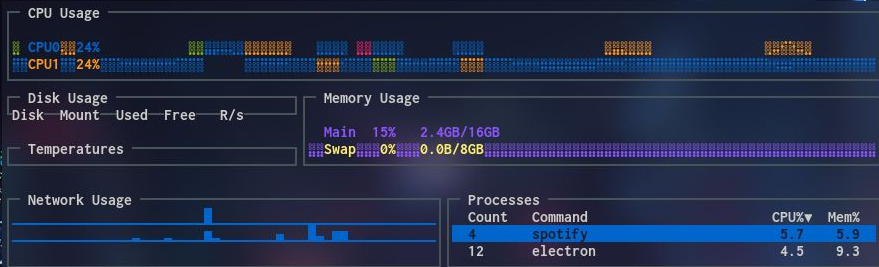 CPU Usage
CPU0 24%
CPU1 24%
Disk Usage
Disk Mount Used Free R/s
Temperatures
Memory Usage
Main 15% 2.4GB/16GB
Swap 0% 0.0B/8GB
Network Usage
Processes
Count Command CPU%▼ Mem%
4 spotify 5.7 5.9
12 electron 4.5 9.3